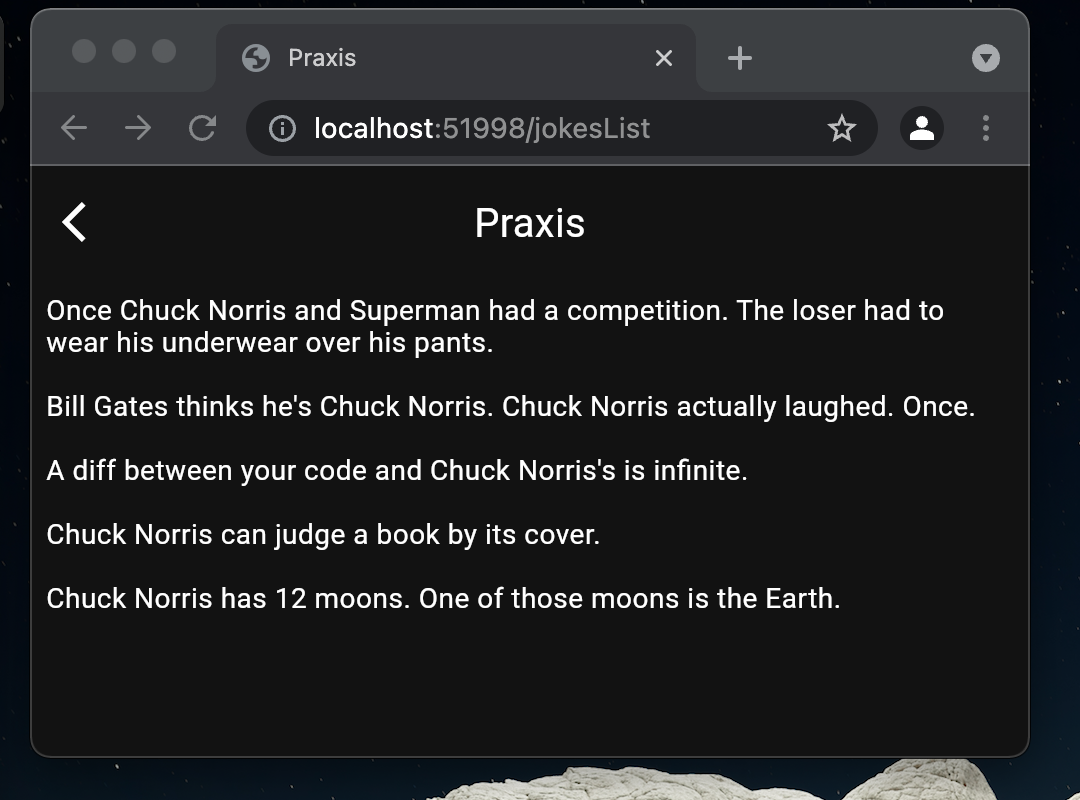 Praxis
localhost:51998/jokesList
Praxis
Once Chuck Norris and Superman had a competition. The loser had to
wear his underwear over his pants.
Bill Gates thinks he's Chuck Norris. Chuck Norris actually laughed. Once.
A diff between your code and Chuck Norris's is infinite.
Chuck Norris can judge a book by its cover.
Chuck Norris has 12 moons. One of those moons is the Earth.